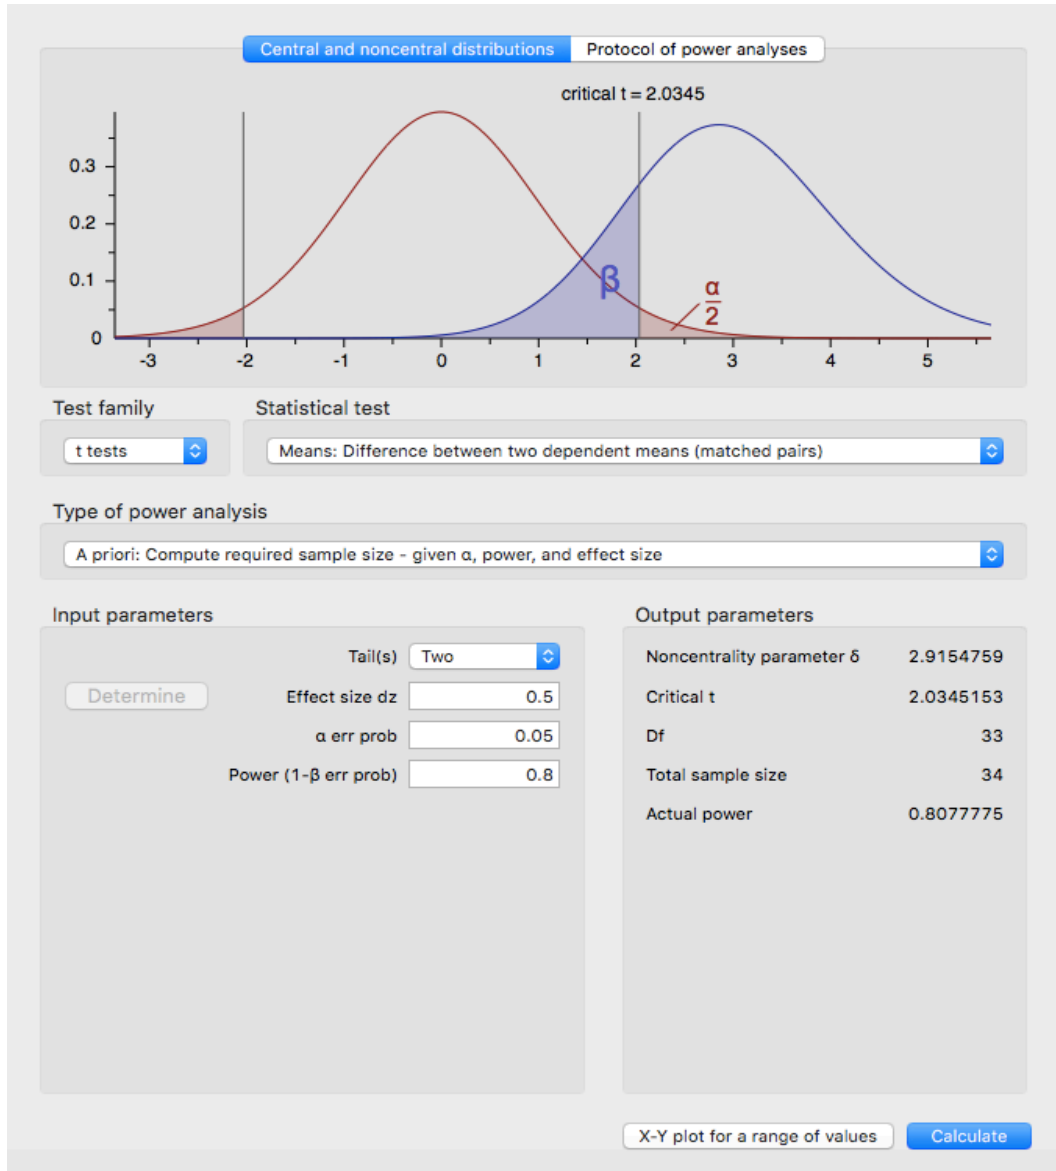 Central and noncentral distributions Protocol of power analyses
critical t = 2.0345
0.3
0.2
0.1
0
β
α
2
-3 -2 -1 0 1 2 3 4 5
Test family Statistical test
t tests Means: Difference between two dependent means (matched pairs)
Type of power analysis
A priori: Compute required sample size - given α, power, and effect size
Input parameters Output parameters
Tail(s) Two Noncentrality parameter δ 2.9154759
Determine Effect size dz 0.5 Critical t 2.0345153
α err prob 0.05 Df 33
Power (1-β err prob) 0.8 Total sample size 34
Actual power 0.8077775
X-Y plot for a range of values Calculate